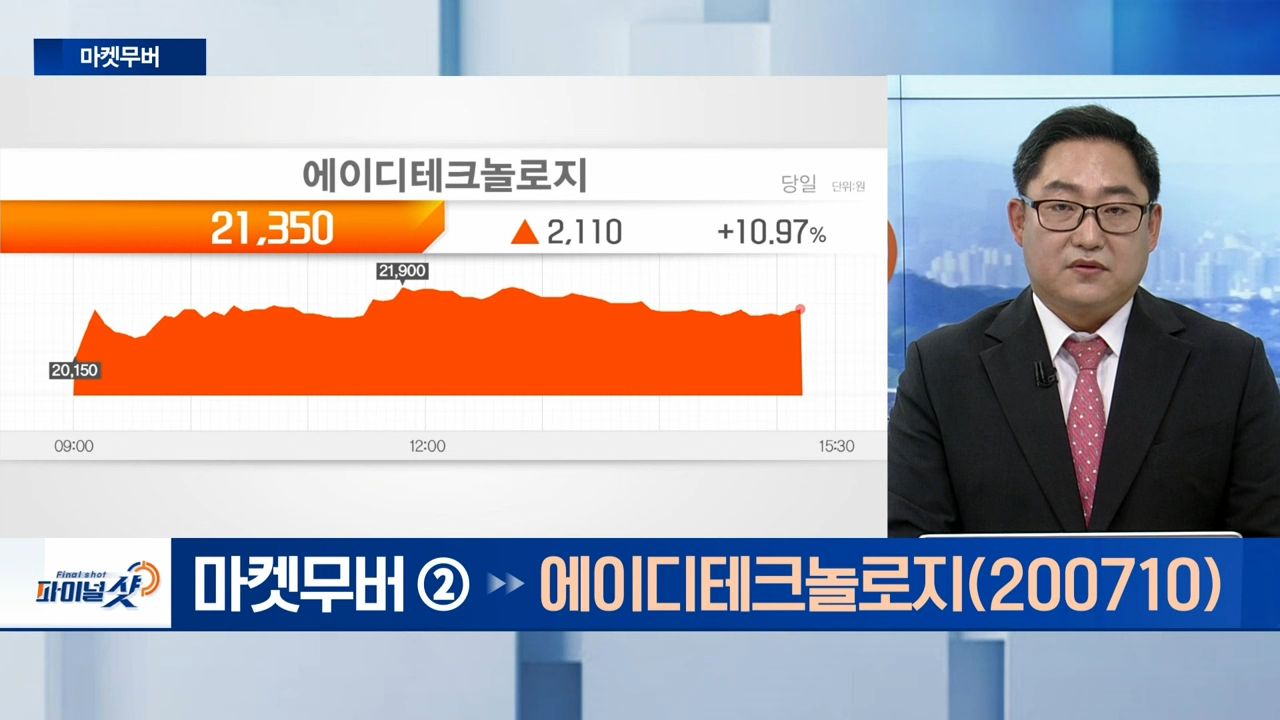 마켓무버
에이디테크놀로지
당일 단위:원
21,350 ▲ 2,110 +10.97%
21,900
20,150
09:00 12:00 15:30
Final shot
파이널샷
마켓무버 ② 에이디테크놀로지(200710)